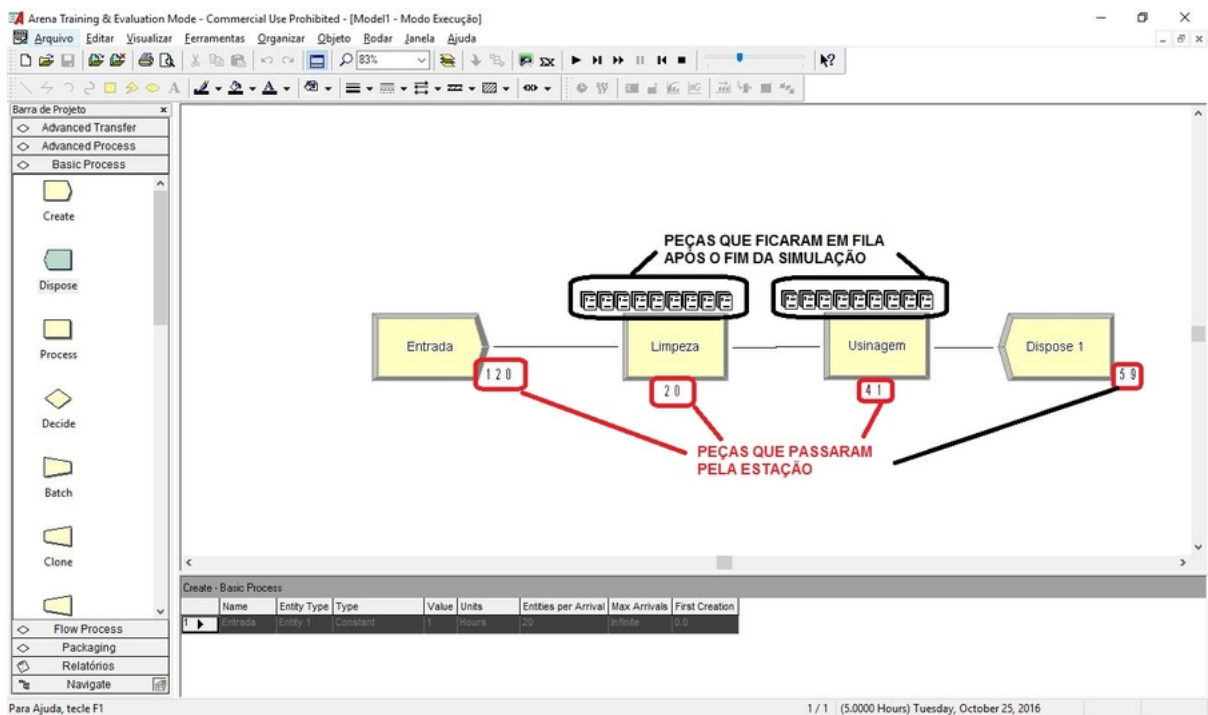 Arena Training & Evaluation Mode - Commercial Use Prohibited - [Model1 - Modo Execução]
Arquivo Editar Visualizar Ferramentas Organizar Objeto Rodar Janela Ajuda
83%
Barra de Projeto
Advanced Transfer
Advanced Process
Basic Process
Create
Dispose
Process
Decide
Batch
Clone
Flow Process
Packaging
Relatórios
Navigate
PEÇAS QUE FICARAM EM FILA
APÓS O FIM DA SIMULAÇÃO
Entrada
Limpeza
Usinagem
Dispose 1
120
20
41
59
PEÇAS QUE PASSARAM
PELA ESTAÇÃO
Create - Basic Process
Name Entity Type Type Value Units Entities per Arrival Max Arrivals First Creation
1 Entrada Entity 1 Constant 1 Hours 20 Infinite 0.0
Para Ajuda, tecle F1
1 / 1 (5.0000 Hours) Tuesday, October 25, 2016